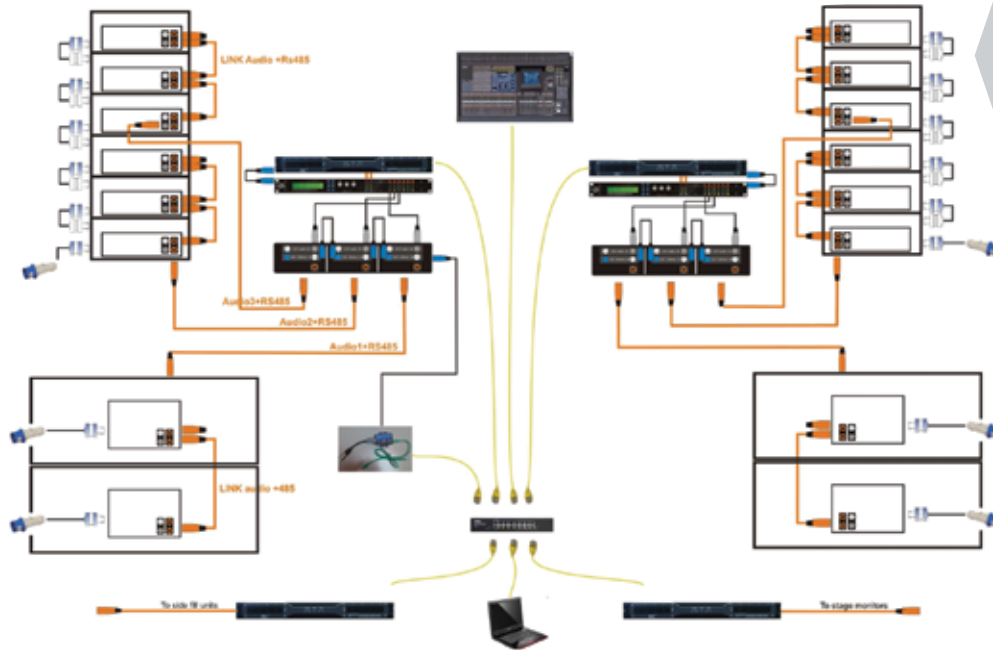 LINK Audio +Rs485
Audio3+RS485
Audio2+RS485
Audio1+RS485
LINK audio +485
To side fill units
To stage monitors